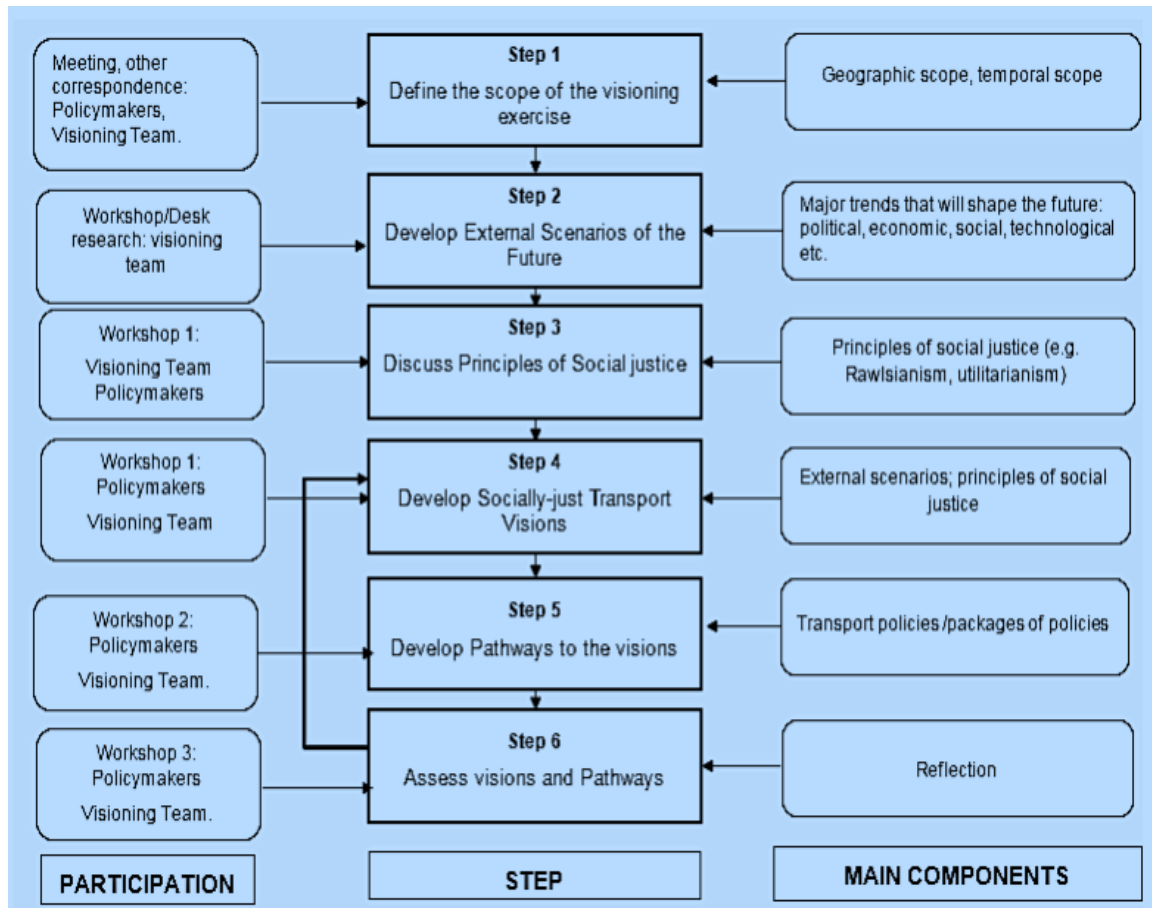 Meeting, other
correspondence:
Policymakers,
Visioning Team.
Step 1
Define the scope of the visioning
exercise
Geographic scope, temporal scope
Workshop/Desk
research: visioning
team
Step 2
Develop External Scenarios of the
Future
Major trends that will shape the future:
political, economic, social, technological
etc.
Workshop 1:
Visioning Team
Policymakers
Step 3
Discuss Principles of Social justice
Principles of social justice (e.g.
Rawlsianism, utilitarianism)
Workshop 1:
Policymakers
Visioning Team
Step 4
Develop Socially-just Transport
Visions
External scenarios; principles of social
justice
Workshop 2:
Policymakers
Visioning Team.
Step 5
Develop Pathways to the visions
Transport policies/packages of policies
Workshop 3:
Policymakers
Visioning Team.
Step 6
Assess visions and Pathways
Reflection
PARTICIPATION
STEP
MAIN COMPONENTS